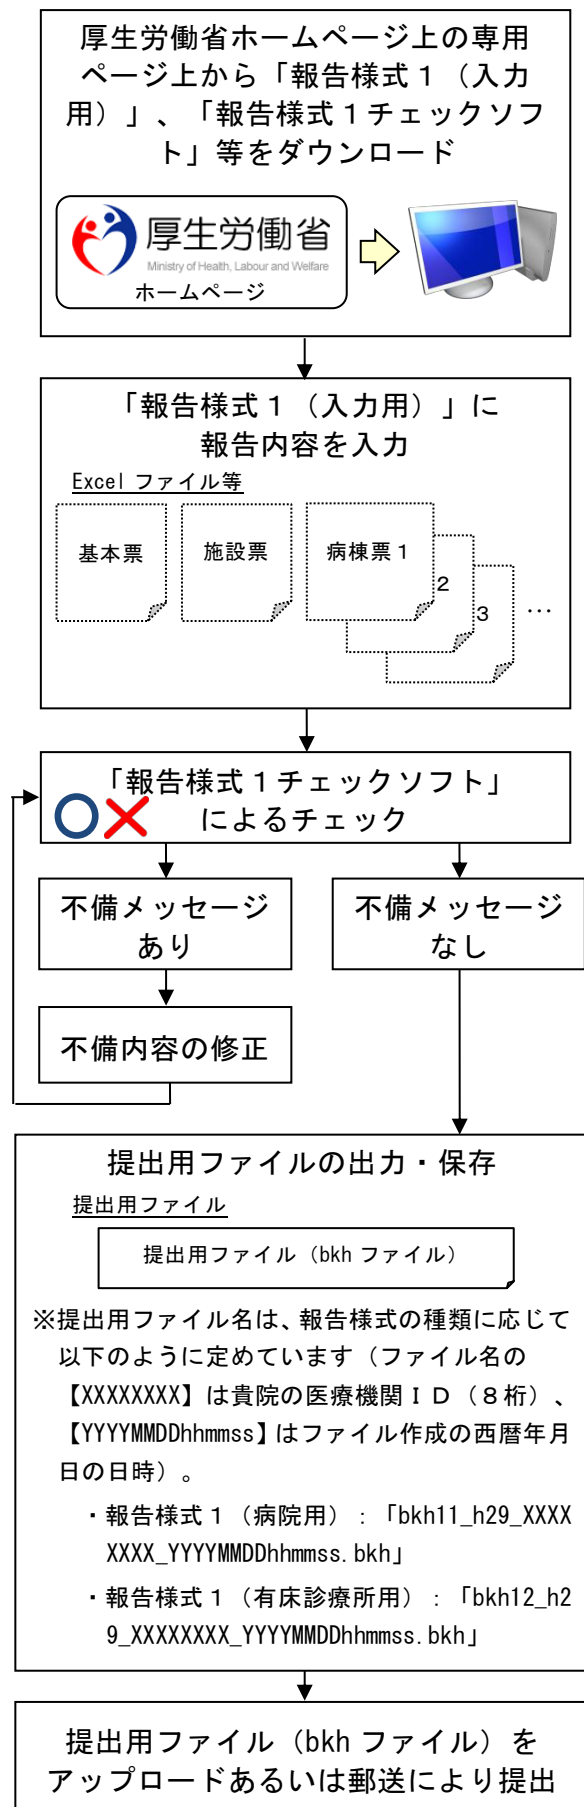 厚生労働省ホームページ上の専用
ページ上から「報告様式１（入力
用）」、「報告様式１チェックソフ
ト」等をダウンロード
厚生労働省
Ministry of Health, Labour and Welfare
ホームページ
「報告様式１（入力用）」に
報告内容を入力
Excel ファイル等
基本票
施設票
病棟票１
2
3
…
「報告様式１チェックソフト」
によるチェック
不備メッセージ
あり
不備メッセージ
なし
不備内容の修正
提出用ファイルの出力・保存
提出用ファイル
提出用ファイル（bkh ファイル）
※提出用ファイル名は、報告様式の種類に応じて
以下のように定めています（ファイル名の
【XXXXXXXX】は貴院の医療機関ＩＤ（８桁）、
【YYYYMMDDhhmmss】はファイル作成の西暦年月
日の日時）。
・報告様式１（病院用）：「bkh11_h29_XXXX
XXXX_YYYYMMDDhhmmss.bkh」
・報告様式１（有床診療所用）：「bkh12_h2
9_XXXXXXXX_YYYYMMDDhhmmss.bkh」
提出用ファイル（bkh ファイル）を
アップロードあるいは郵送により提出